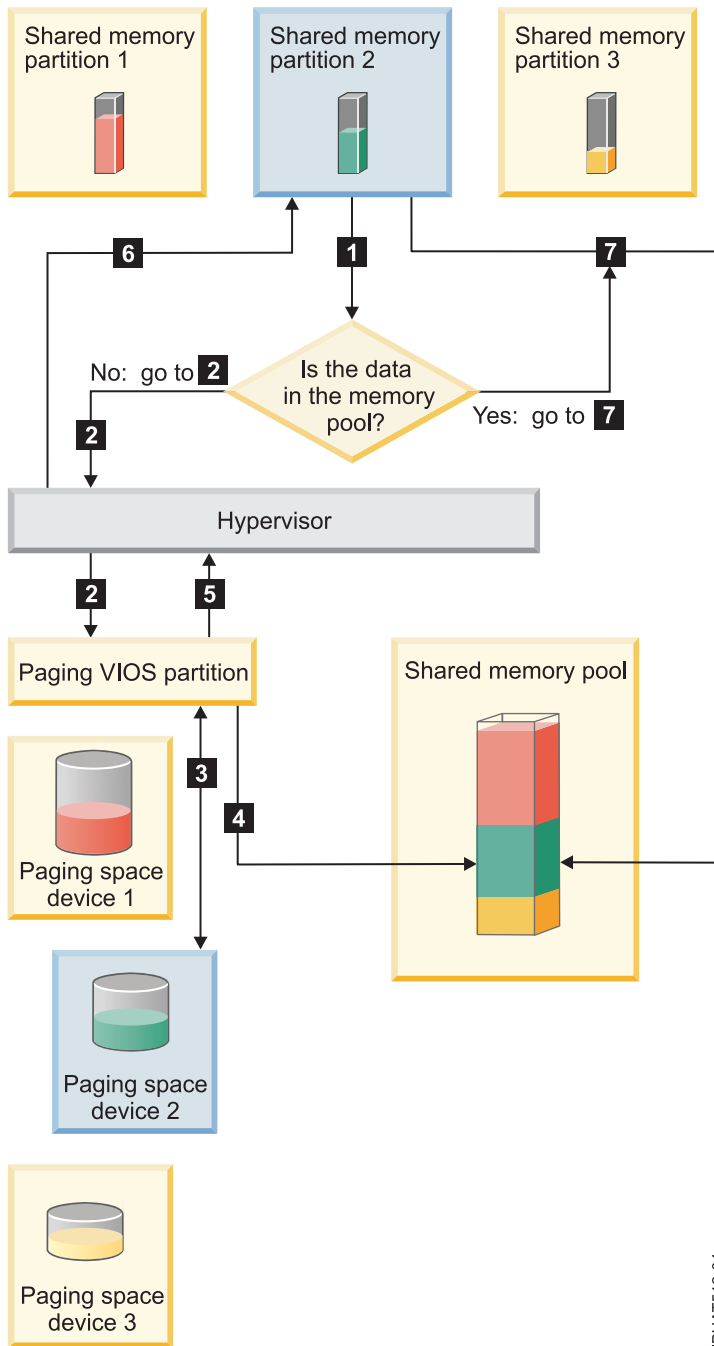 Shared memory
partition 1
Shared memory
partition 2
Shared memory
partition 3
6
1
7
No: go to 2
Is the data
in the memory
pool?
Yes: go to 7
2
Hypervisor
2
5
Paging VIOS partition
Shared memory pool
3
4
Paging space
device 1
Paging space
device 2
Paging space
device 3